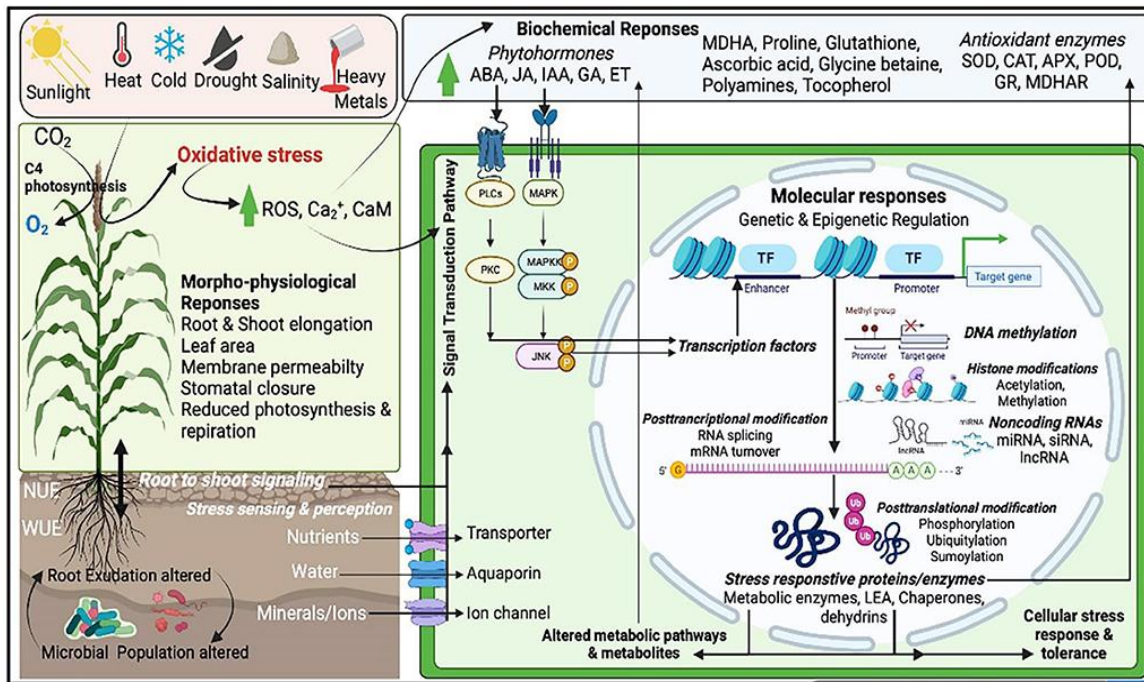 Sunlight
Heat
Cold
Drought
Salinity
Heavy
Metals
Biochemical Reponses
Phytohormones
ABA, JA, IAA, GA, ET
MDHA, Proline, Glutathione,
Ascorbic acid, Glycine betaine,
Polyamines, Tocopherol
Antioxidant enzymes
SOD, CAT, APX, POD,
GR, MDHAR
CO2
C4
photosynthesis
O2
Oxidative stress
ROS, Ca2+, CaM
Morpho-physiological
Reponses
Root & Shoot elongation
Leaf area
Membrane permeabilty
Stomatal closure
Reduced photosynthesis &
repiration
Root to shoot signaling
Stress sensing & perception
NUE
WUE
Nutrients
Water
Minerals/Ions
Root Exudation altered
Microbial Population altered
Signal Transduction Pathway
PLCs
PKC
MAPK
MAPKK
P
MKK
P
JNK
P
P
Transporter
Aquaporin
Ion channel
Transcription factors
Molecular responses
Genetic & Epigenetic Regulation
TF
Enhancer
TF
Promoter
Target gene
Methyl group
Promoter
Target gene
DNA methylation
Histone modifications
Acetylation,
Methylation
lncRNA
miRNA
Noncoding RNAs
miRNA, siRNA,
lncRNA
Posttrancriptional modification
RNA splicing
mRNA turnover
5' G A A A ---3'
Ub
Ub
Ub
Posttranslational modification
Phosphorylation
Ubiquitylation
Sumoylation
Stress responstive proteins/enzymes
Metabolic enzymes, LEA, Chaperones,
dehydrins
Altered metabolic pathways
& metabolites
Cellular stress
response &
tolerance